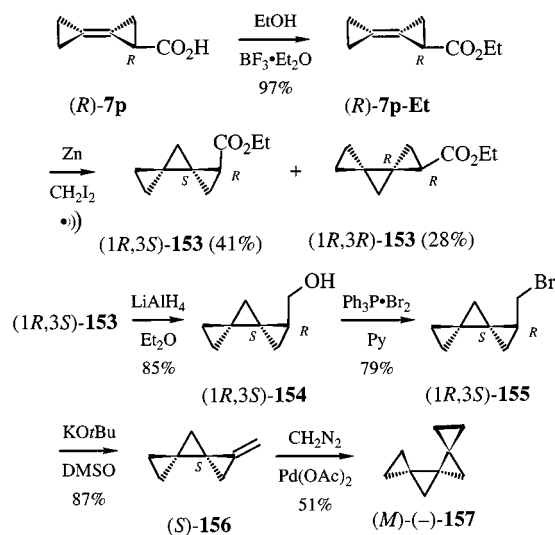 EtOH
CO2H
R
BF3•Et2O
97%
CO2Et
R
(R)-7p
(R)-7p-Et
Zn
CH2I2
•)))
CO2Et
S
R
+
R
CO2Et
R
(1R,3S)-153 (41%)
(1R,3R)-153 (28%)
(1R,3S)-153
LiAlH4
Et2O
85%
OH
S
R
(1R,3S)-154
Ph3P•Br2
Py
79%
Br
S
R
(1R,3S)-155
KOtBu
DMSO
87%
S
(S)-156
CH2N2
Pd(OAc)2
51%
(M)-(–)-157